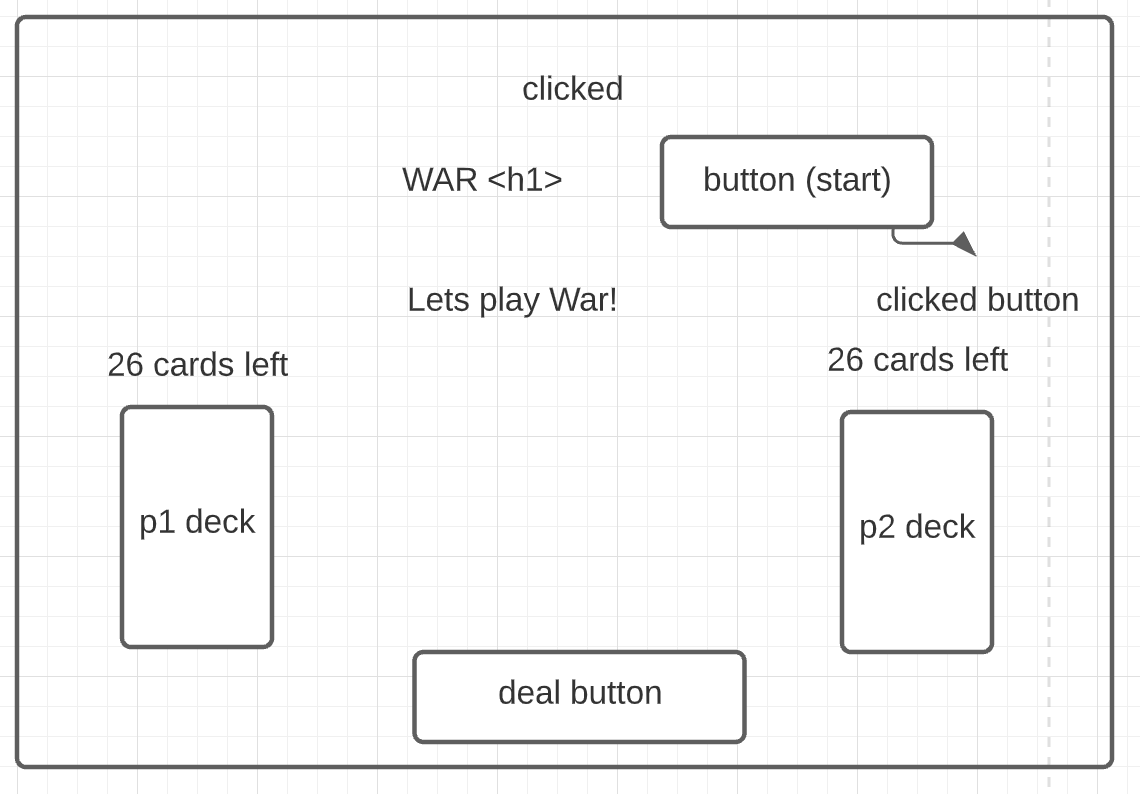 clicked
WAR <h1>
button (start)
Lets play War!
clicked button
26 cards left
26 cards left
p1 deck
p2 deck
deal button